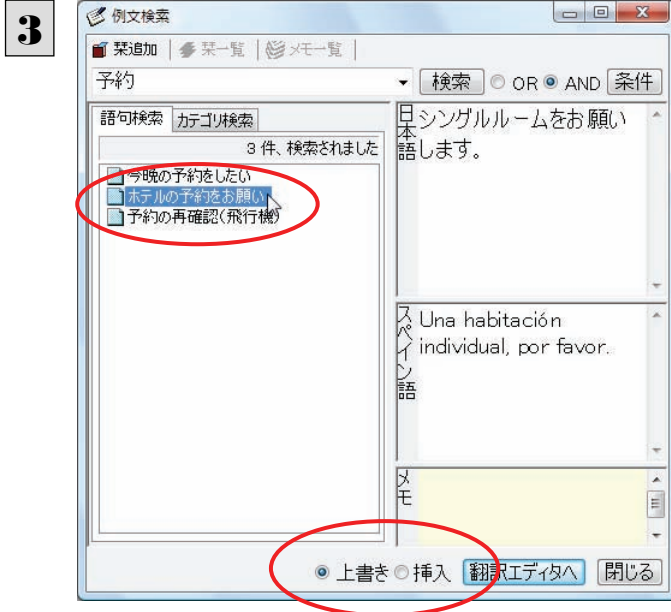 3
例文検索
栞追加 栞一覧 メモ一覧
予約 検索 OR AND 条件
語句検索 カテゴリ検索
3 件、検索されました
今晩の予約をしたい
ホテルの予約をお願い
予約の再確認(飛行機)
日本語
シングルルームをお願い
します。
スペイン語
Una habitación
individual, por favor.
メモ
上書き 挿入 翻訳エディタへ 閉じる